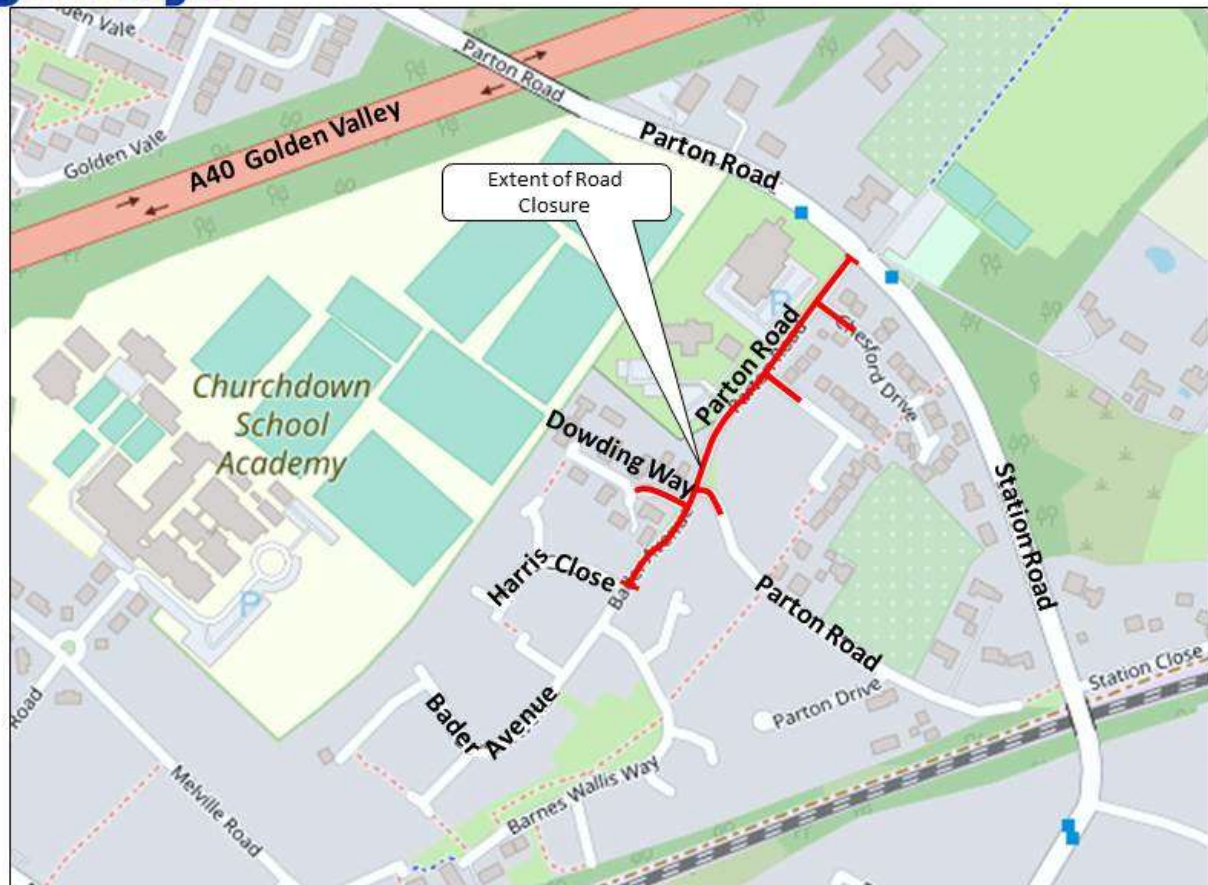 Golden Vale
Parton Road
A40 Golden Valley
Golden Vale
Parton Road
Extent of Road
Closure
P
Parton Road
Chesford Drive
Churchdown
School
Academy
Dowding Way
Station Road
Harris Close
P
Parton Road
Station Close
Parton Drive
Bader Avenue
Road
Barnes Wallis Way
Melville Road